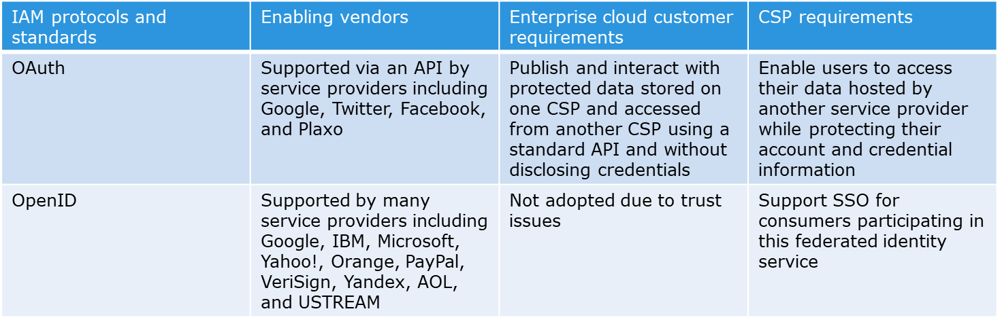 IAM protocols and
standards
Enabling vendors
Enterprise cloud customer
requirements
CSP requirements
OAuth
Supported via an API by
service providers including
Google, Twitter, Facebook,
and Plaxo
Publish and interact with
protected data stored on
one CSP and accessed
from another CSP using a
standard API and without
disclosing credentials
Enable users to access
their data hosted by
another service provider
while protecting their
account and credential
information
OpenID
Supported by many
service providers including
Google, IBM, Microsoft,
Yahoo!, Orange, PayPal,
VeriSign, Yandex, AOL,
and USTREAM
Not adopted due to trust
issues
Support SSO for
consumers participating in
this federated identity
service